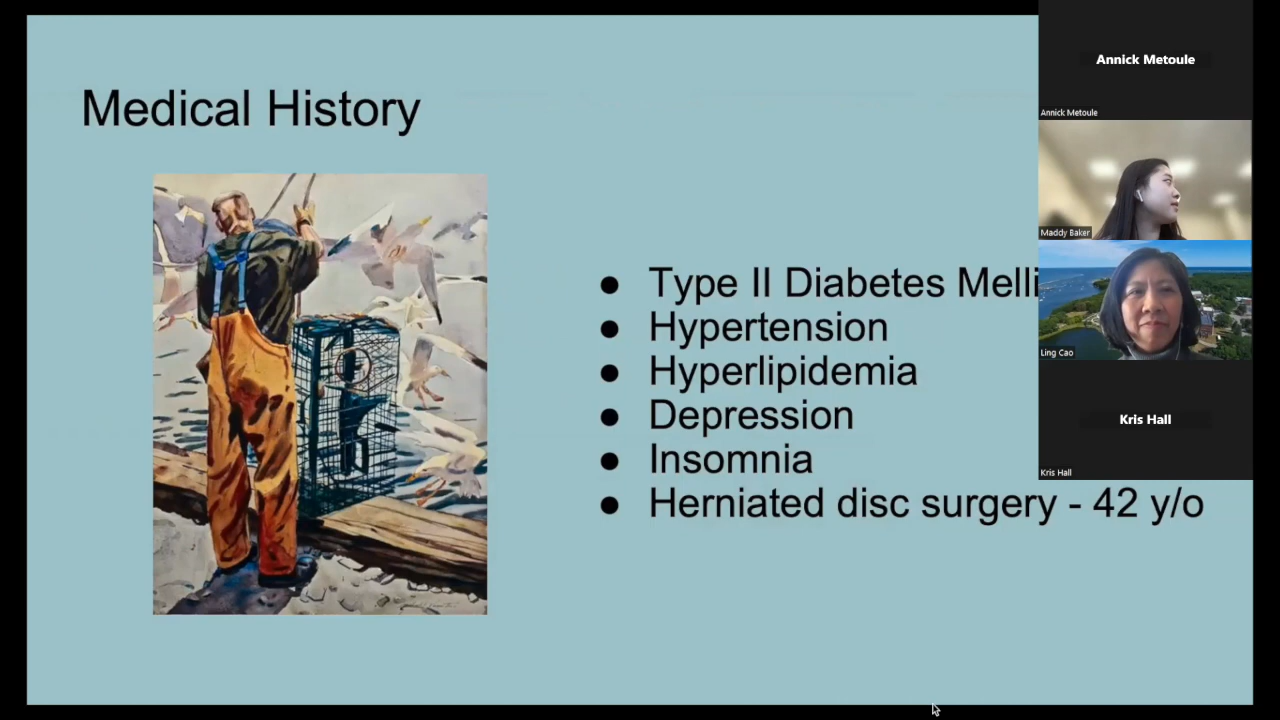 Medical History
● Type II Diabetes Melli
● Hypertension
● Hyperlipidemia
● Depression
● Insomnia
● Herniated disc surgery - 42 y/o
Annick Metoule
Annick Metoule
Maddy Baker
Ling Cao
Kris Hall
Kris Hall